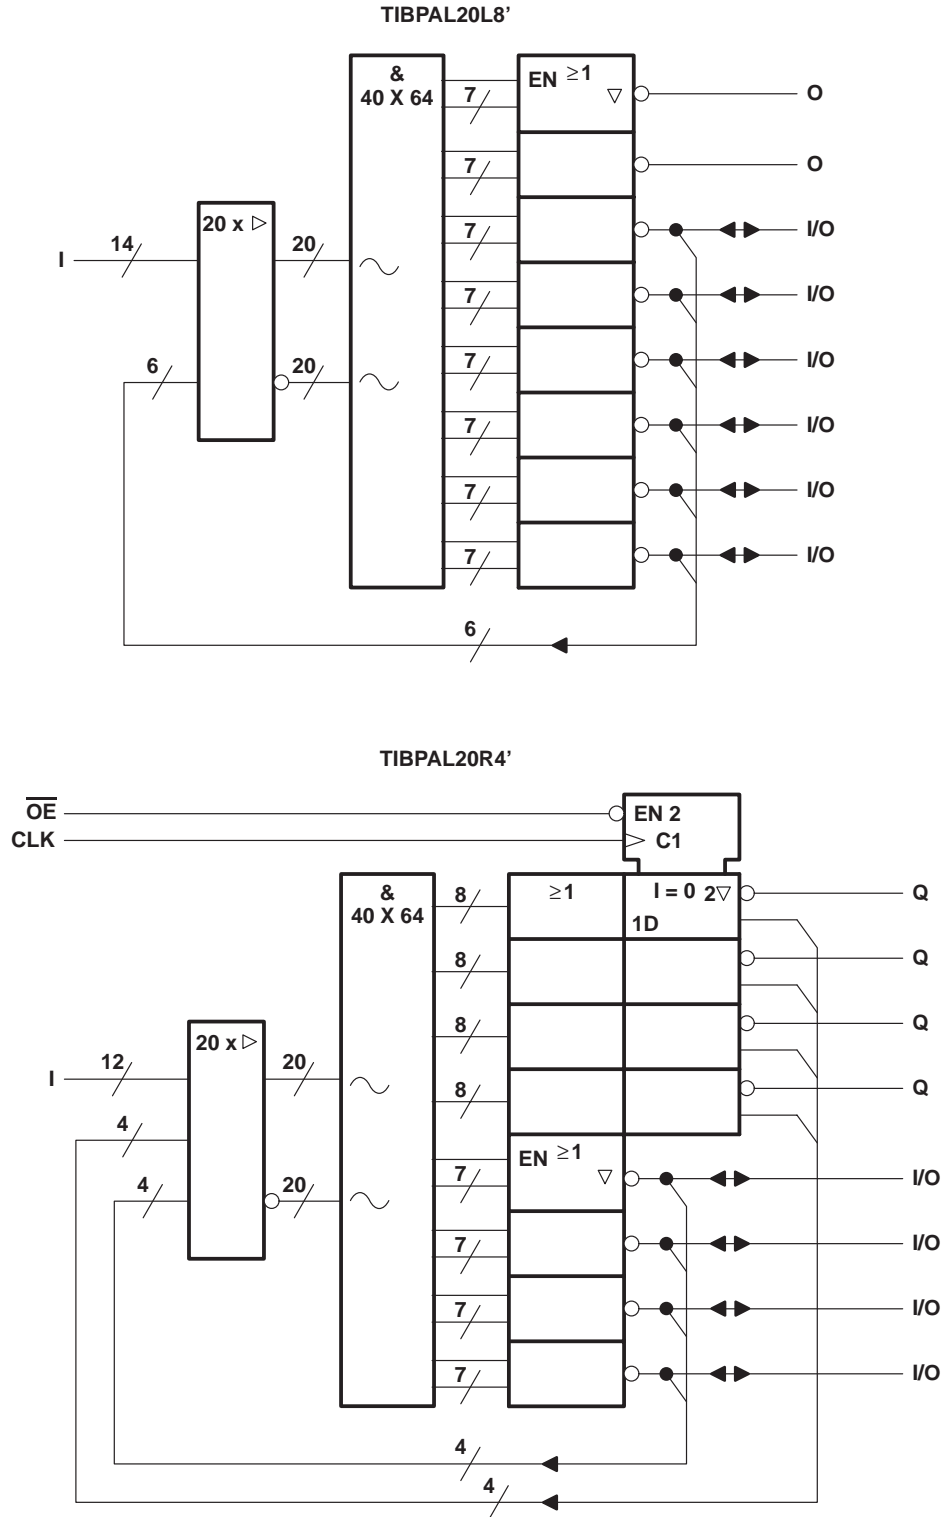 TIBPAL20L8’
&
40 X 64
EN ≥1
▽
7
O
7
O
20 x ▷
I
14
20
7
I/O
7
I/O
6
20
7
I/O
7
I/O
7
I/O
7
I/O
6
TIBPAL20R4’
OE
CLK
EN 2
C1
&
40 X 64
8
≥1
I = 0 2▽
1D
Q
8
Q
8
Q
20 x ▷
I
12
20
8
Q
4
4
20
EN ≥1
▽
7
I/O
7
I/O
7
I/O
7
I/O
4
4